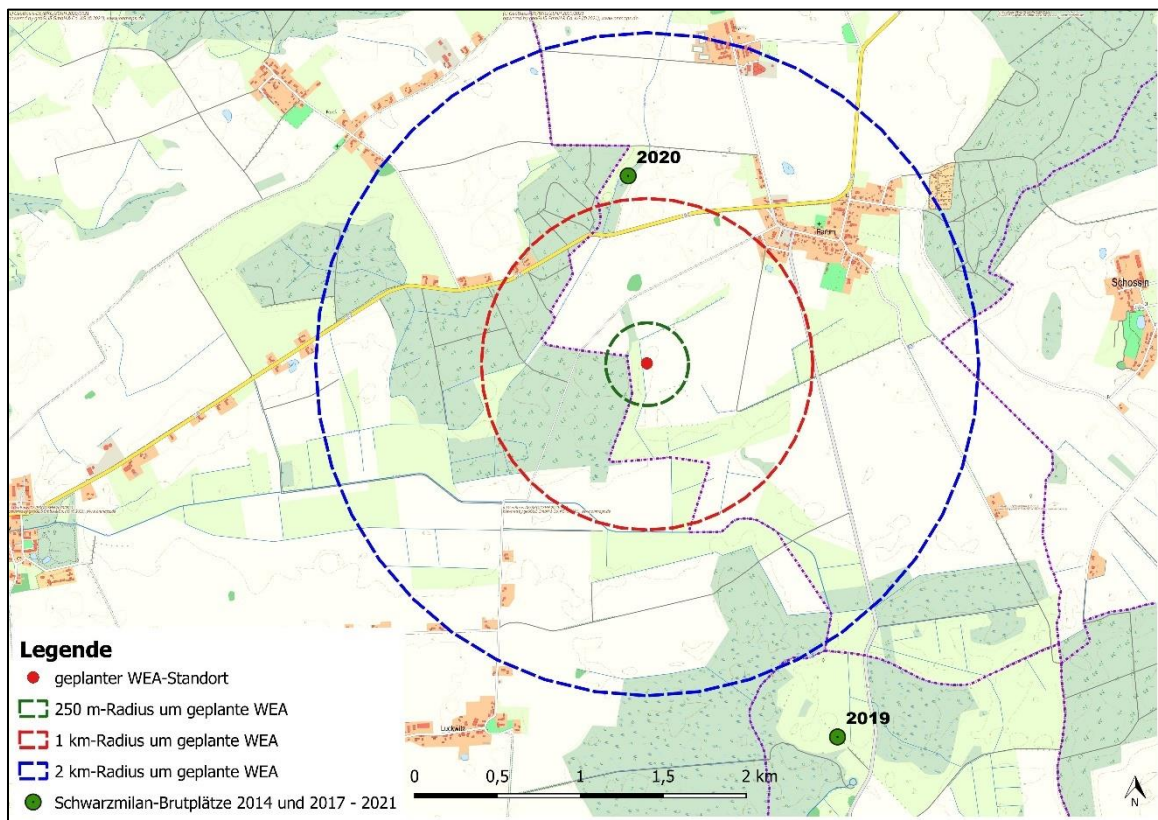 2020
Schossin
Legende
geplanter WEA-Standort
250 m-Radius um geplante WEA
1 km-Radius um geplante WEA
2 km-Radius um geplante WEA
Schwarzmilan-Brutplätze 2014 und 2017 - 2021
2019
0 0,5 1 1,5 2 km
N